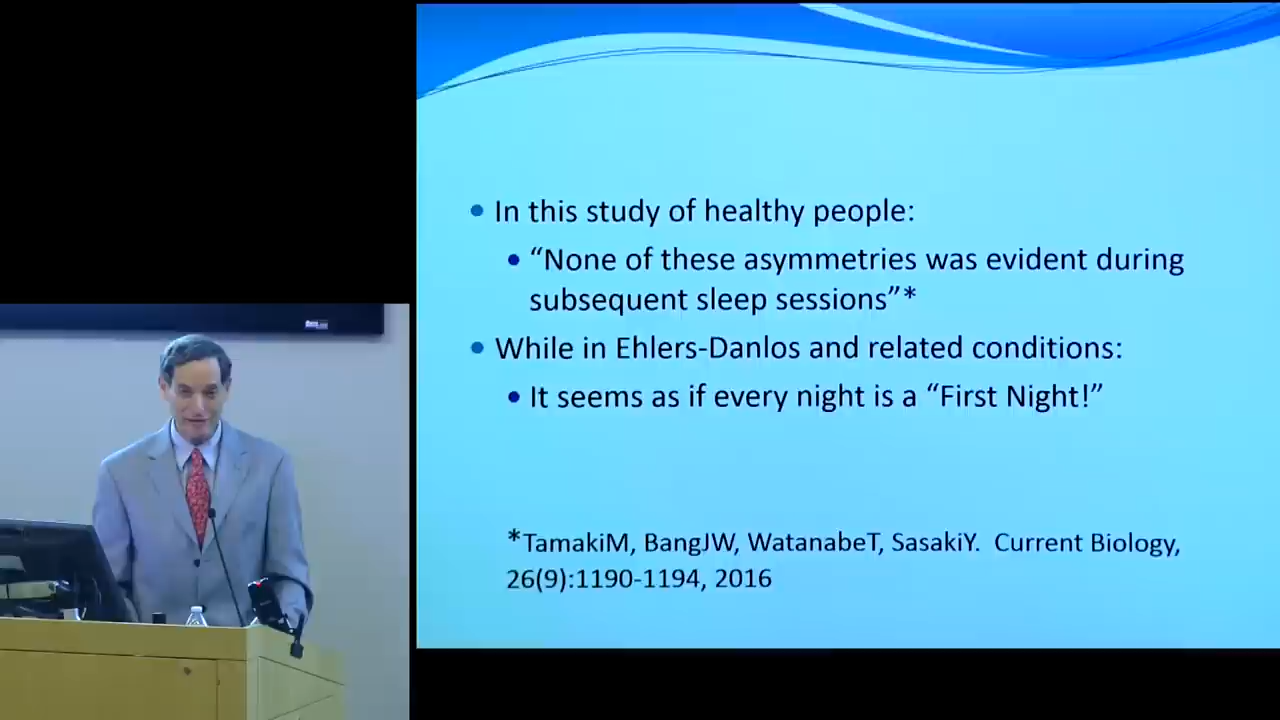 • In this study of healthy people:
• “None of these asymmetries was evident during
subsequent sleep sessions”*
• While in Ehlers-Danlos and related conditions:
• It seems as if every night is a “First Night!”
*TamakiM, BangJW, WatanabeT, SasakiY. Current Biology,
26(9):1190-1194, 2016